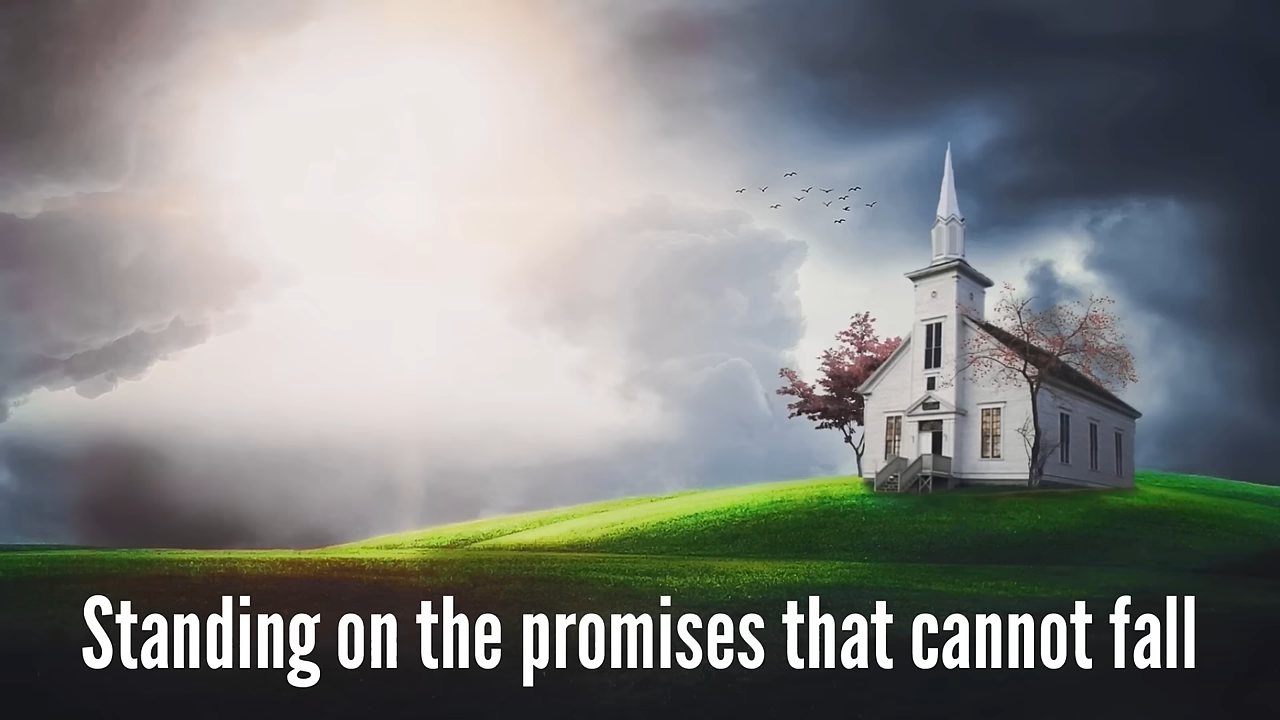 Standing on the promises that cannot fall